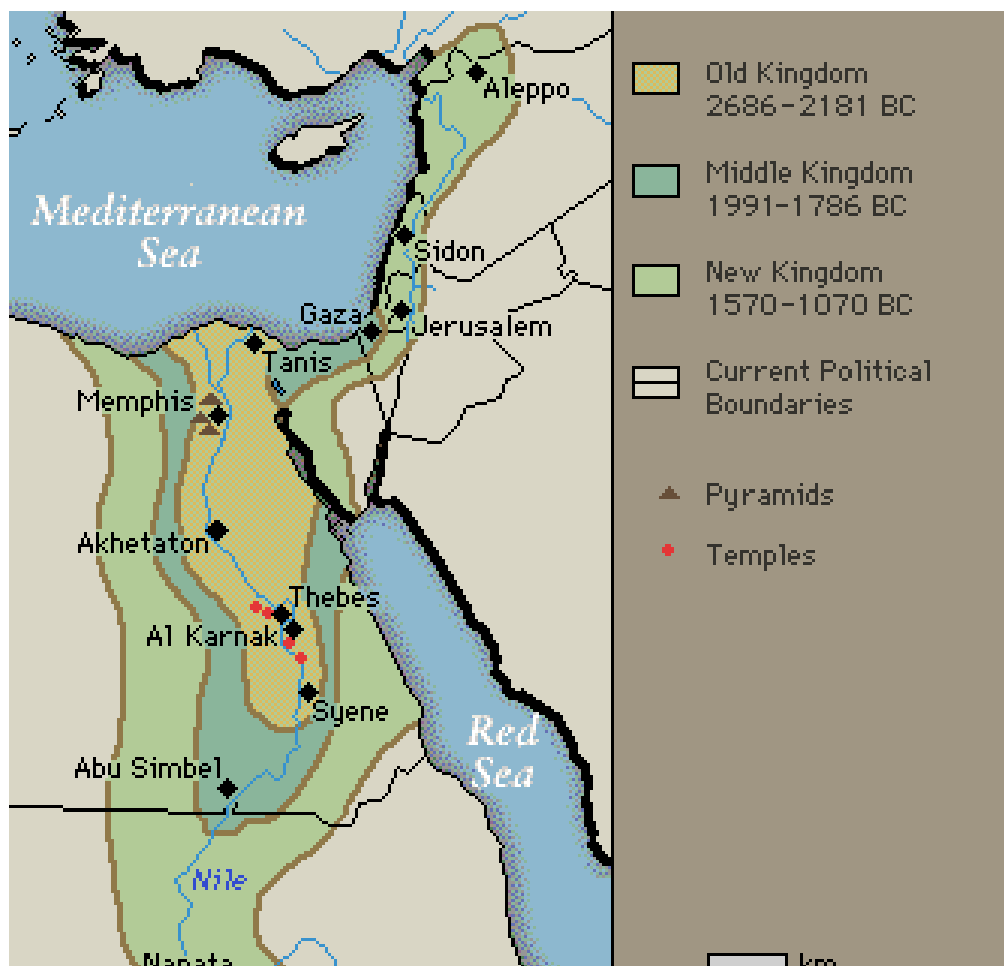 Aleppo
Mediterranean
Sea
Sidon
Gaza
Jerusalem
Tanis
Memphis
Akhetaton
Thebes
Al Karnak
Syene
Red
Sea
Abu Simbel
Nile
Napata
Old Kingdom
2686-2181 BC
Middle Kingdom
1991-1786 BC
New Kingdom
1570-1070 BC
Current Political
Boundaries
Pyramids
Temples
km